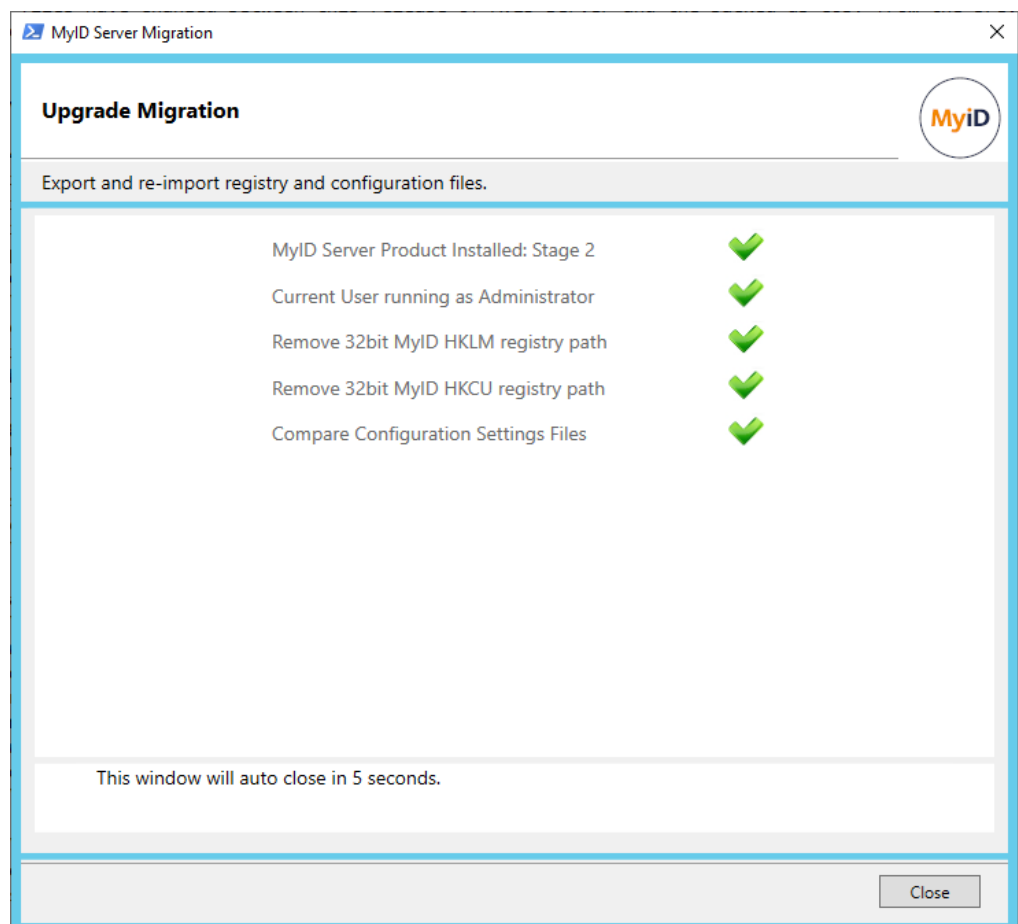 MyID Server Migration
Upgrade Migration
MyiD
Export and re-import registry and configuration files.
MyID Server Product Installed: Stage 2
Current User running as Administrator
Remove 32bit MyID HKLM registry path
Remove 32bit MyID HKCU registry path
Compare Configuration Settings Files
This window will auto close in 5 seconds.
Close